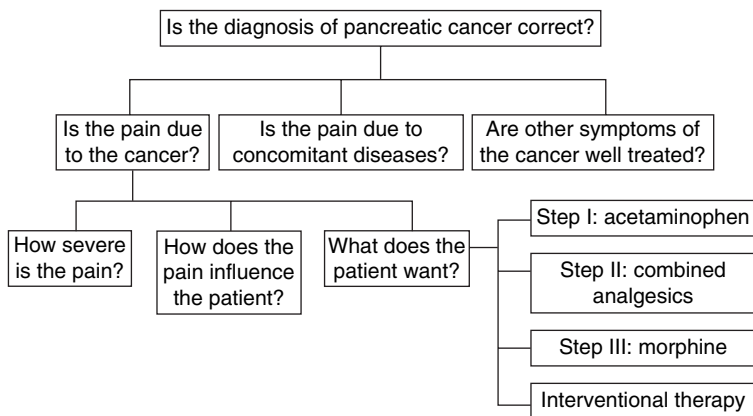 Is the diagnosis of pancreatic cancer correct?
Is the pain due
to the cancer?
Is the pain due to
concomitant diseases?
Are other symptoms of
the cancer well treated?
How severe
is the pain?
How does the
pain influence
the patient?
What does the
patient want?
Step I: acetaminophen
Step II: combined
analgesics
Step III: morphine
Interventional therapy